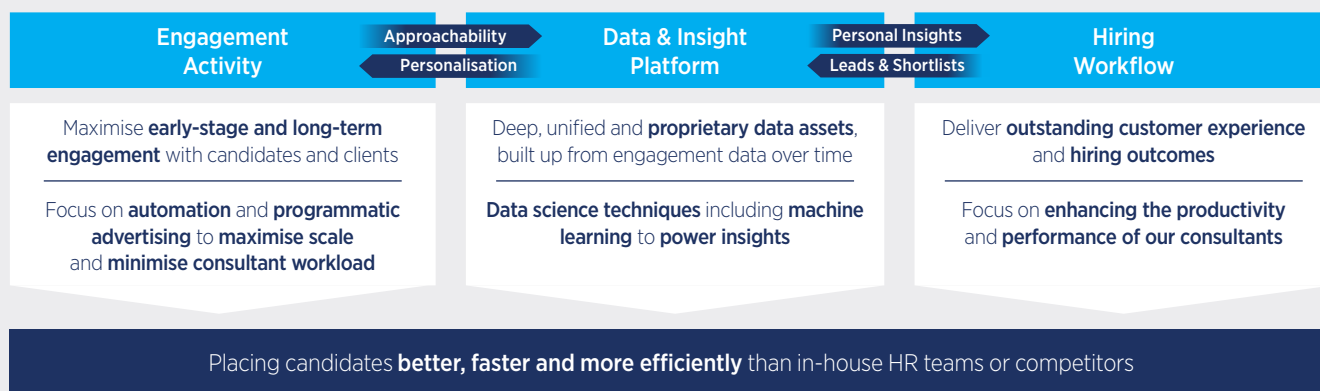 Engagement
Activity
Approachability
Personalisation
Data & Insight
Platform
Personal Insights
Leads & Shortlists
Hiring
Workflow
Maximise early-stage and long-term
engagement with candidates and clients
Focus on automation and programmatic
advertising to maximise scale
and minimise consultant workload
Deep, unified and proprietary data assets,
built up from engagement data over time
Data science techniques including machine
learning to power insights
Deliver outstanding customer experience
and hiring outcomes
Focus on enhancing the productivity
and performance of our consultants
Placing candidates better, faster and more efficiently than in-house HR teams or competitors